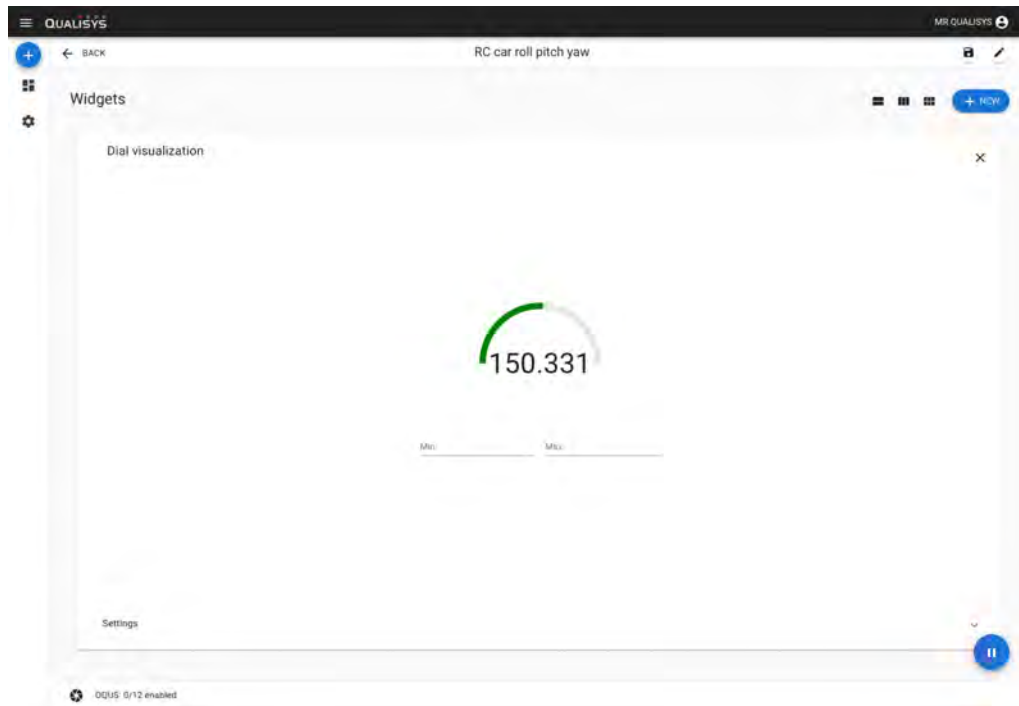 QUALISYS
MR QUALISYS
BACK
RC car roll pitch yaw
Widgets
NEW
Dial visualization
150.331
Min
Max
Settings
OQUS: 0/12 enabled